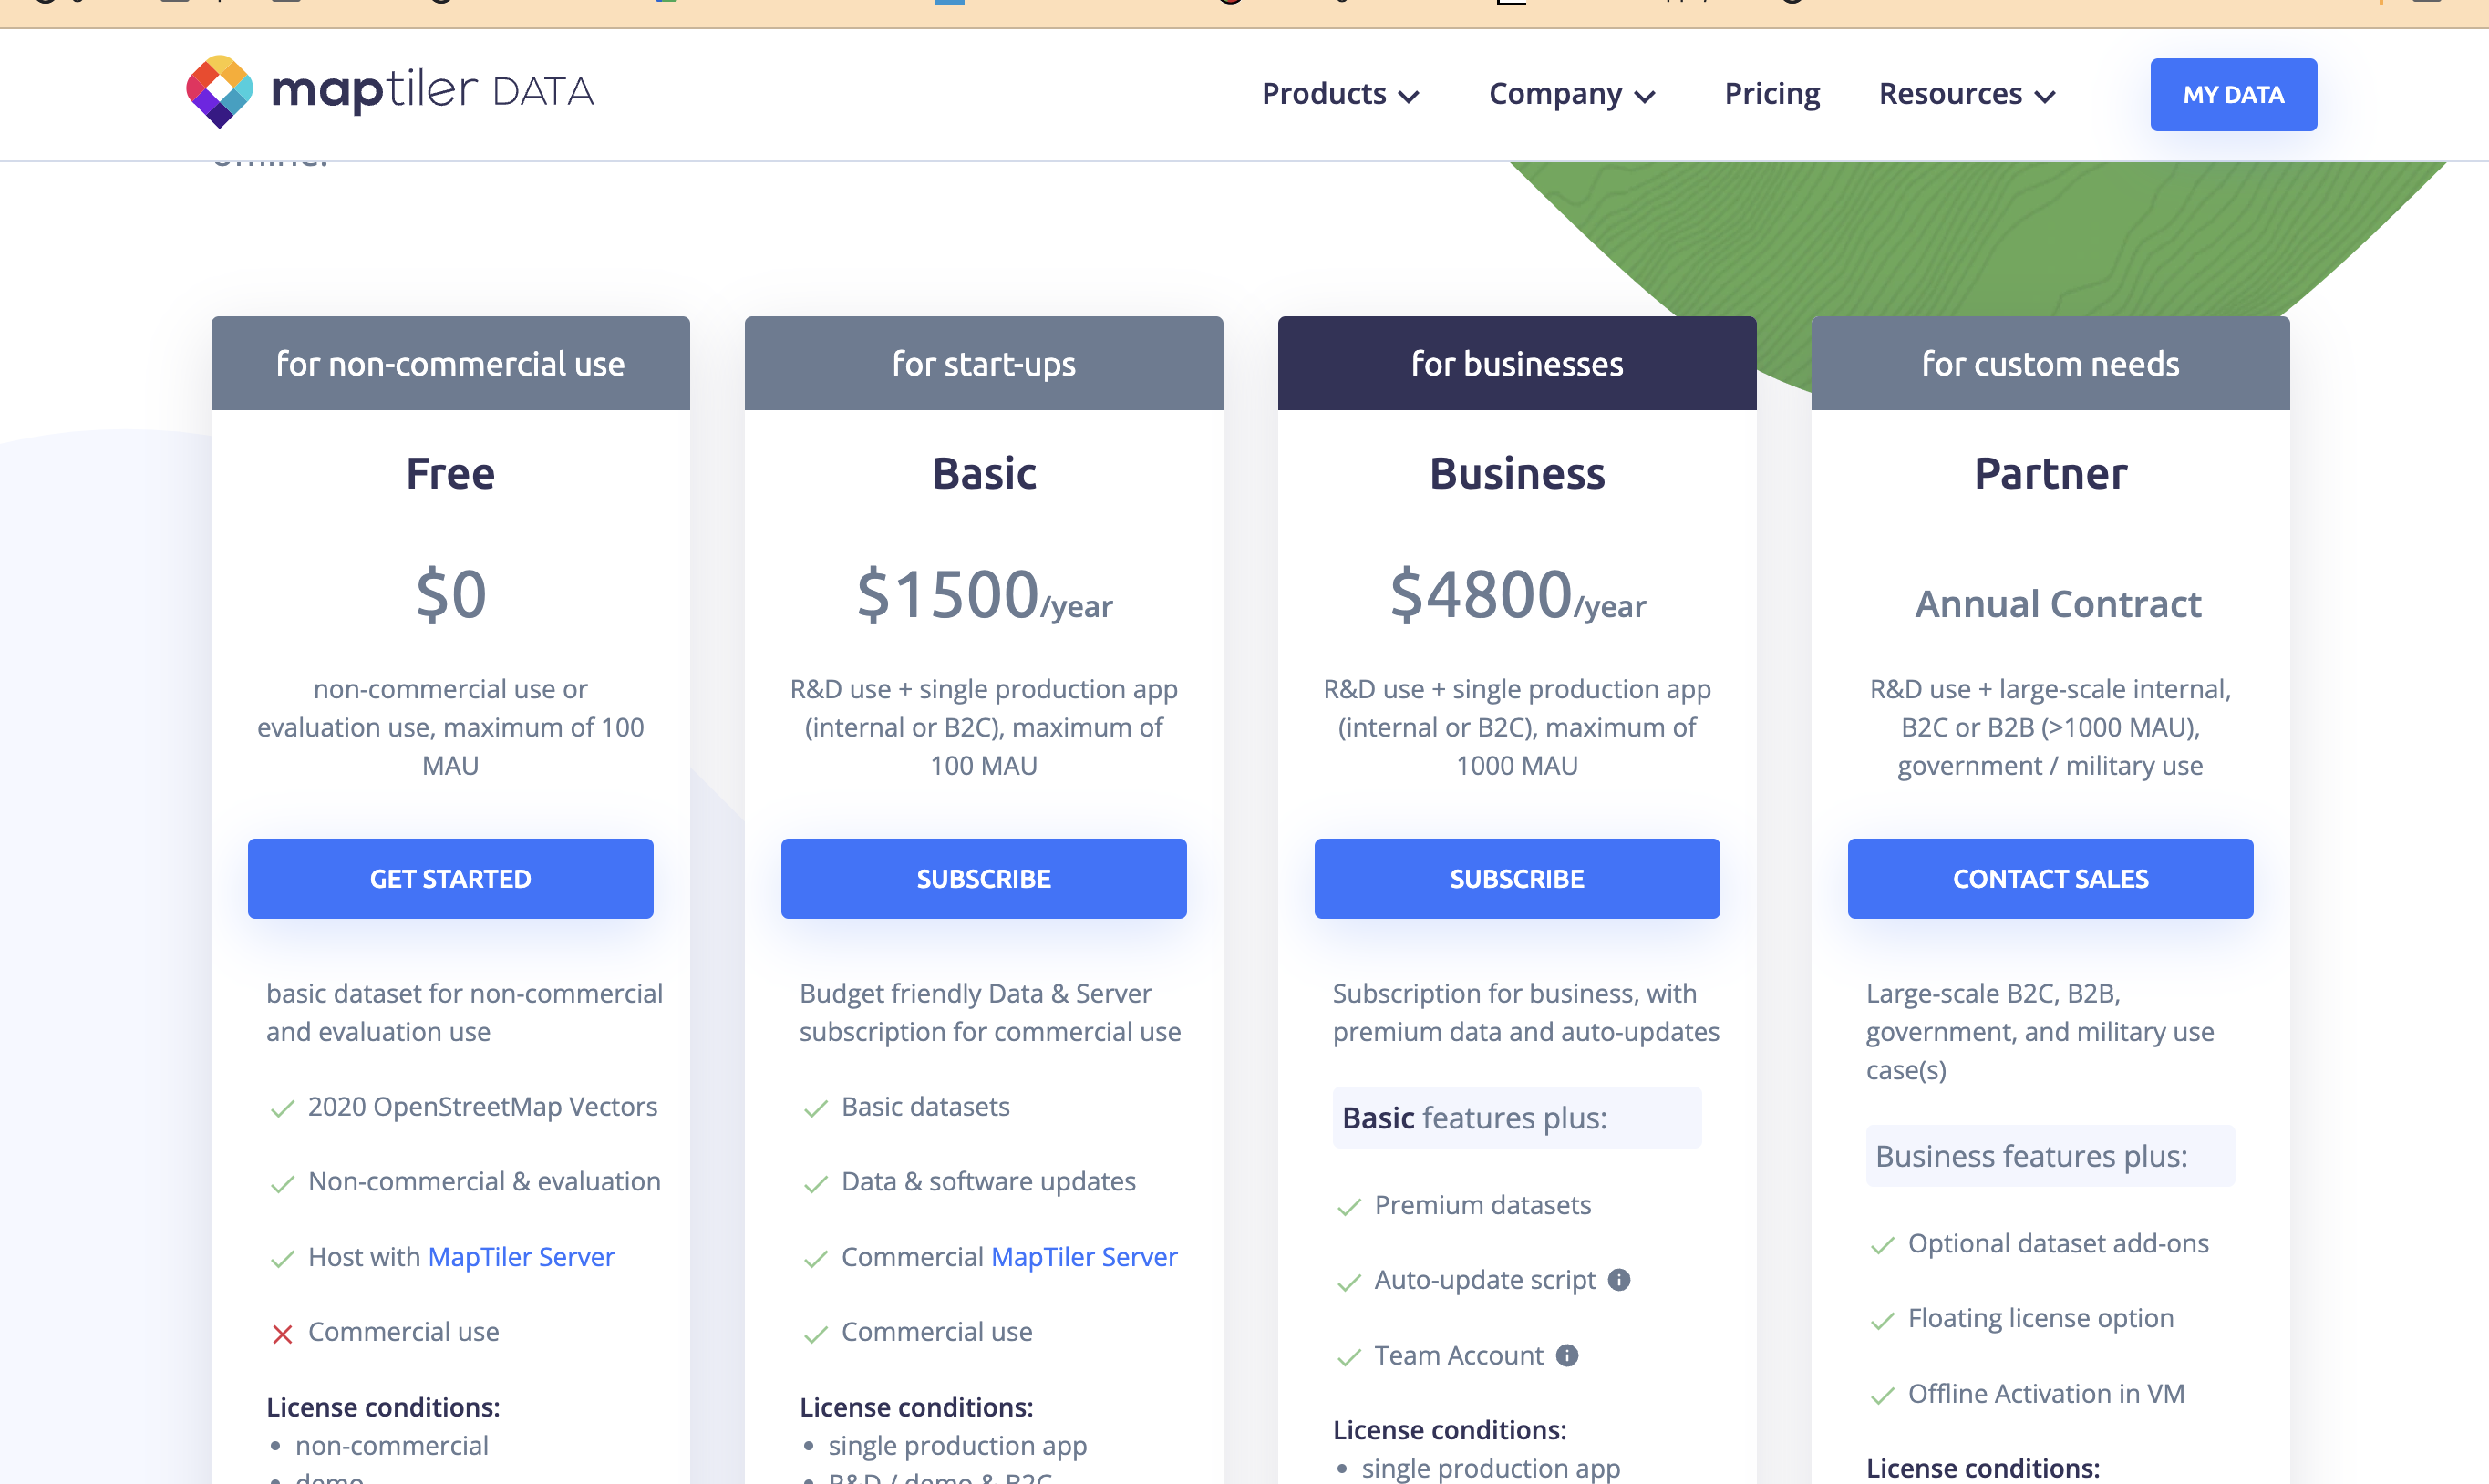 maptiler DATA
Products
Company
Pricing
Resources
MY DATA
for non-commercial use
Free
$0
non-commercial use or
evaluation use, maximum of 100
MAU
GET STARTED
basic dataset for non-commercial
and evaluation use
2020 OpenStreetMap Vectors
Non-commercial & evaluation
Host with MapTiler Server
Commercial use
License conditions:
non-commercial
demo
for start-ups
Basic
$1500/year
R&D use + single production app
(internal or B2C), maximum of
100 MAU
SUBSCRIBE
Budget friendly Data & Server
subscription for commercial use
Basic datasets
Data & software updates
Commercial MapTiler Server
Commercial use
License conditions:
single production app
R&D / demo & B2C
for businesses
Business
$4800/year
R&D use + single production app
(internal or B2C), maximum of
1000 MAU
SUBSCRIBE
Subscription for business, with
premium data and auto-updates
Basic features plus:
Premium datasets
Auto-update script
Team Account
License conditions:
single production app
for custom needs
Partner
Annual Contract
R&D use + large-scale internal,
B2C or B2B (>1000 MAU),
government / military use
CONTACT SALES
Large-scale B2C, B2B,
government, and military use
case(s)
Business features plus:
Optional dataset add-ons
Floating license option
Offline Activation in VM
License conditions: